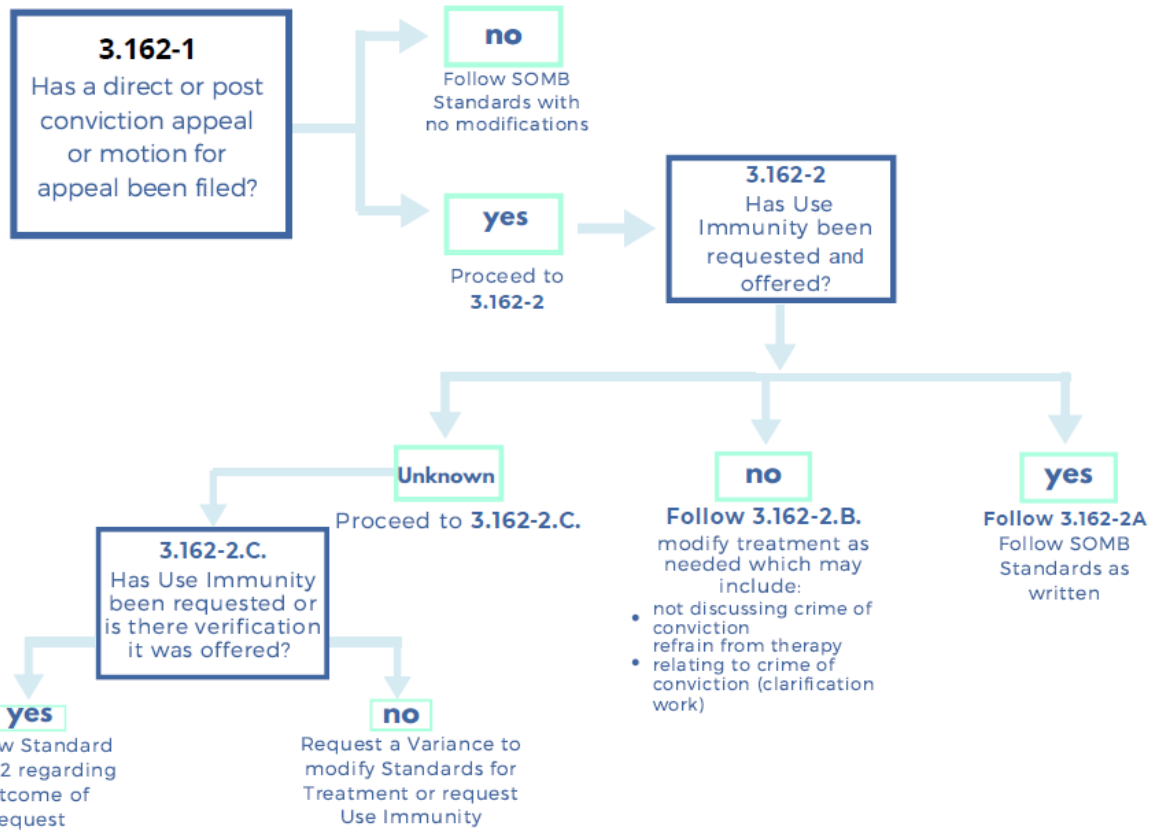 3.162-1
Has a direct or post
conviction appeal
or motion for
appeal been filed?
no
Follow SOMB
Standards with
no modifications
yes
Proceed to
3.162-2
3.162-2
Has Use
Immunity been
requested and
offered?
Unknown
Proceed to 3.162-2.C.
no
Follow 3.162-2.B.
modify treatment as
needed which may
include:
• not discussing crime of
conviction
refrain from therapy
• relating to crime of
conviction (clarification
work)
yes
Follow 3.162-2A
Follow SOMB
Standards as
written
3.162-2.C.
Has Use Immunity
been requested or
is there verification
it was offered?
yes
w Standard
2 regarding
tcome of
equest
no
Request a Variance to
modify Standards for
Treatment or request
Use Immunity